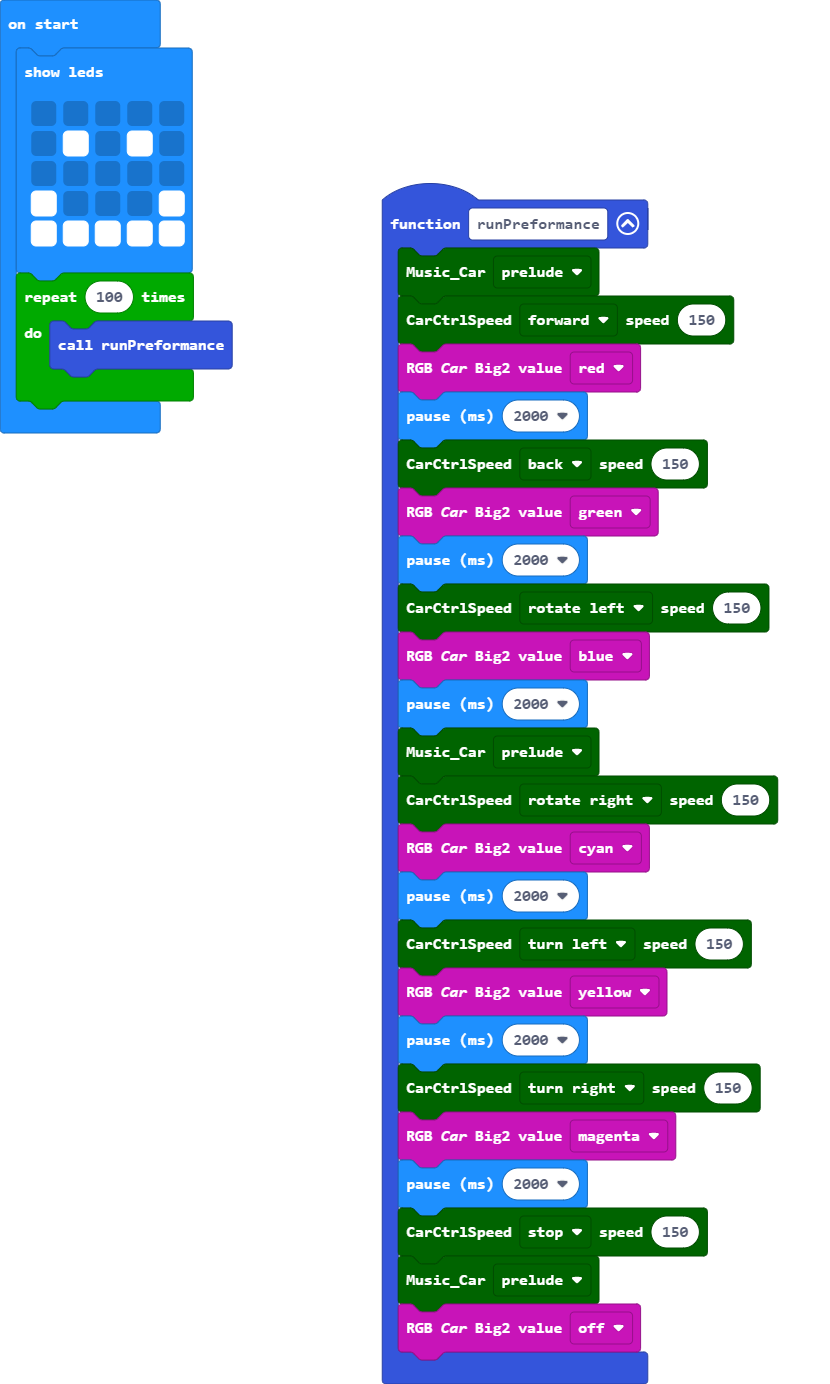 on start
show leds
repeat 100 times
do
call runPreformance
function runPreformance
Music_Car prelude
CarCtrlSpeed forward speed 150
RGB Car Big2 value red
pause (ms) 2000
CarCtrlSpeed back speed 150
RGB Car Big2 value green
pause (ms) 2000
CarCtrlSpeed rotate left speed 150
RGB Car Big2 value blue
pause (ms) 2000
Music_Car prelude
CarCtrlSpeed rotate right speed 150
RGB Car Big2 value cyan
pause (ms) 2000
CarCtrlSpeed turn left speed 150
RGB Car Big2 value yellow
pause (ms) 2000
CarCtrlSpeed turn right speed 150
RGB Car Big2 value magenta
pause (ms) 2000
CarCtrlSpeed stop speed 150
Music_Car prelude
RGB Car Big2 value off